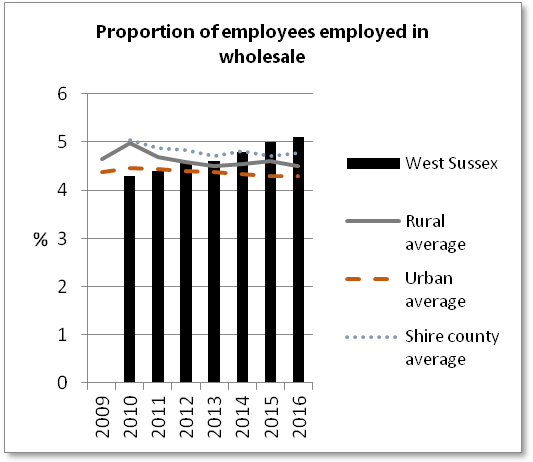 Proportion of employees employed in
wholesale
6
5
4
3
2
1
0
%
2009
2010
2011
2012
2013
2014
2015
2016
West Sussex
Rural
average
Urban
average
Shire county
average